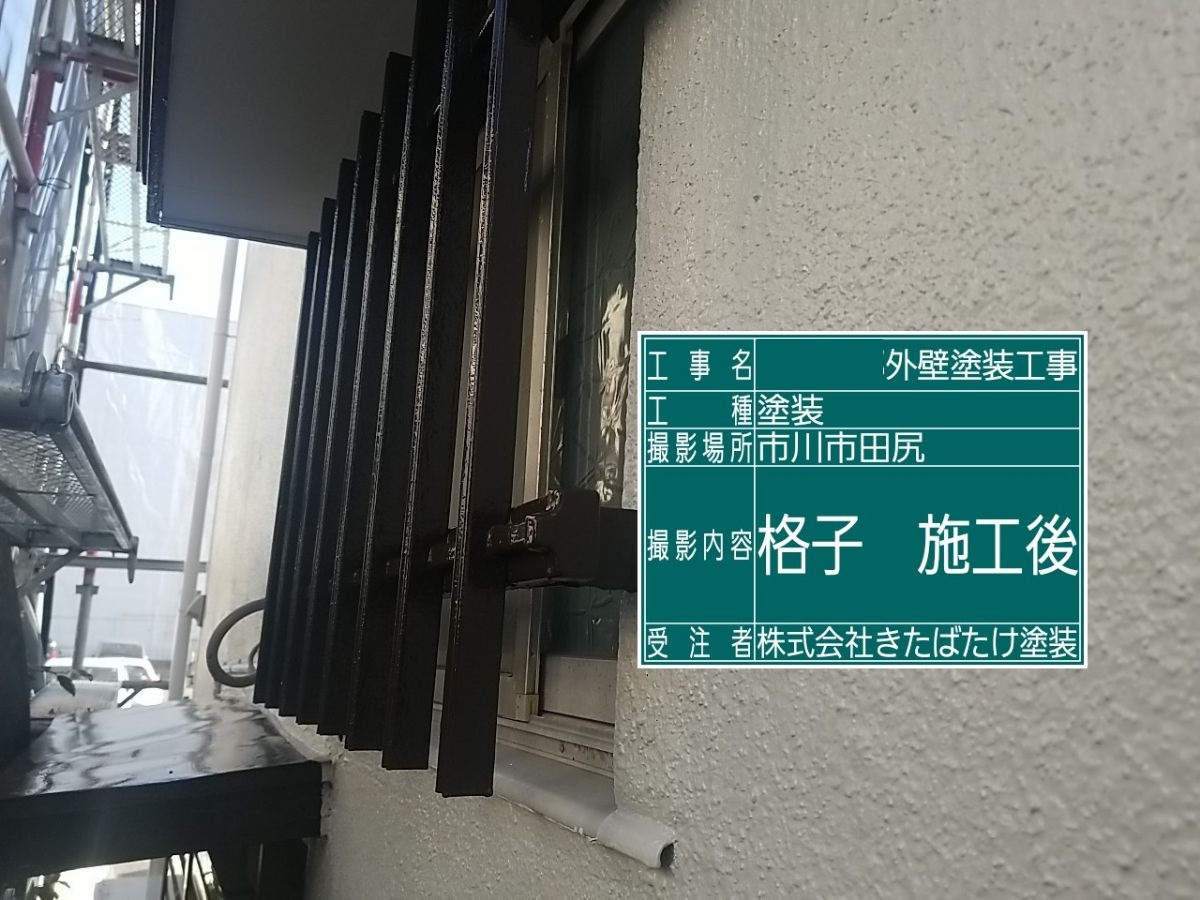 工事名 外壁塗装工事
工種 塗装
撮影場所 市川市田尻
撮影内容 格子 施工後
受注者 株式会社きたばたけ塗装